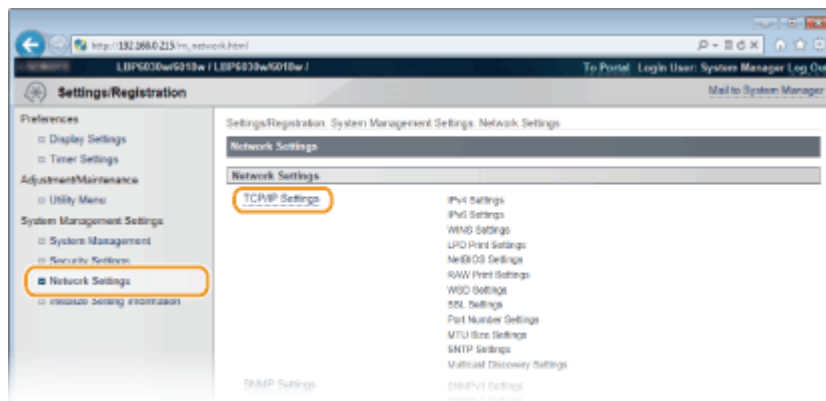 http://192.168.0.215/m_network.html
LBP6030w/6018w / LBP6030w/6018w /
To Portal Login User: System Manager Log Out
Settings/Registration
Mail to System Manager
Preferences
Display Settings
Timer Settings
Adjustment/Maintenance
Utility Menu
System Management Settings
System Management
Security Settings
Network Settings
Initialize Setting Information
Settings/Registration: System Management Settings: Network Settings
Network Settings
Network Settings
TCP/IP Settings
IPv4 Settings
IPv6 Settings
WINS Settings
LPD Print Settings
NetBIOS Settings
RAW Print Settings
WSD Settings
SSL Settings
Port Number Settings
MTU Size Settings
SNTP Settings
Multicast Discovery Settings
SNMP Settings
SNMPv1 Settings